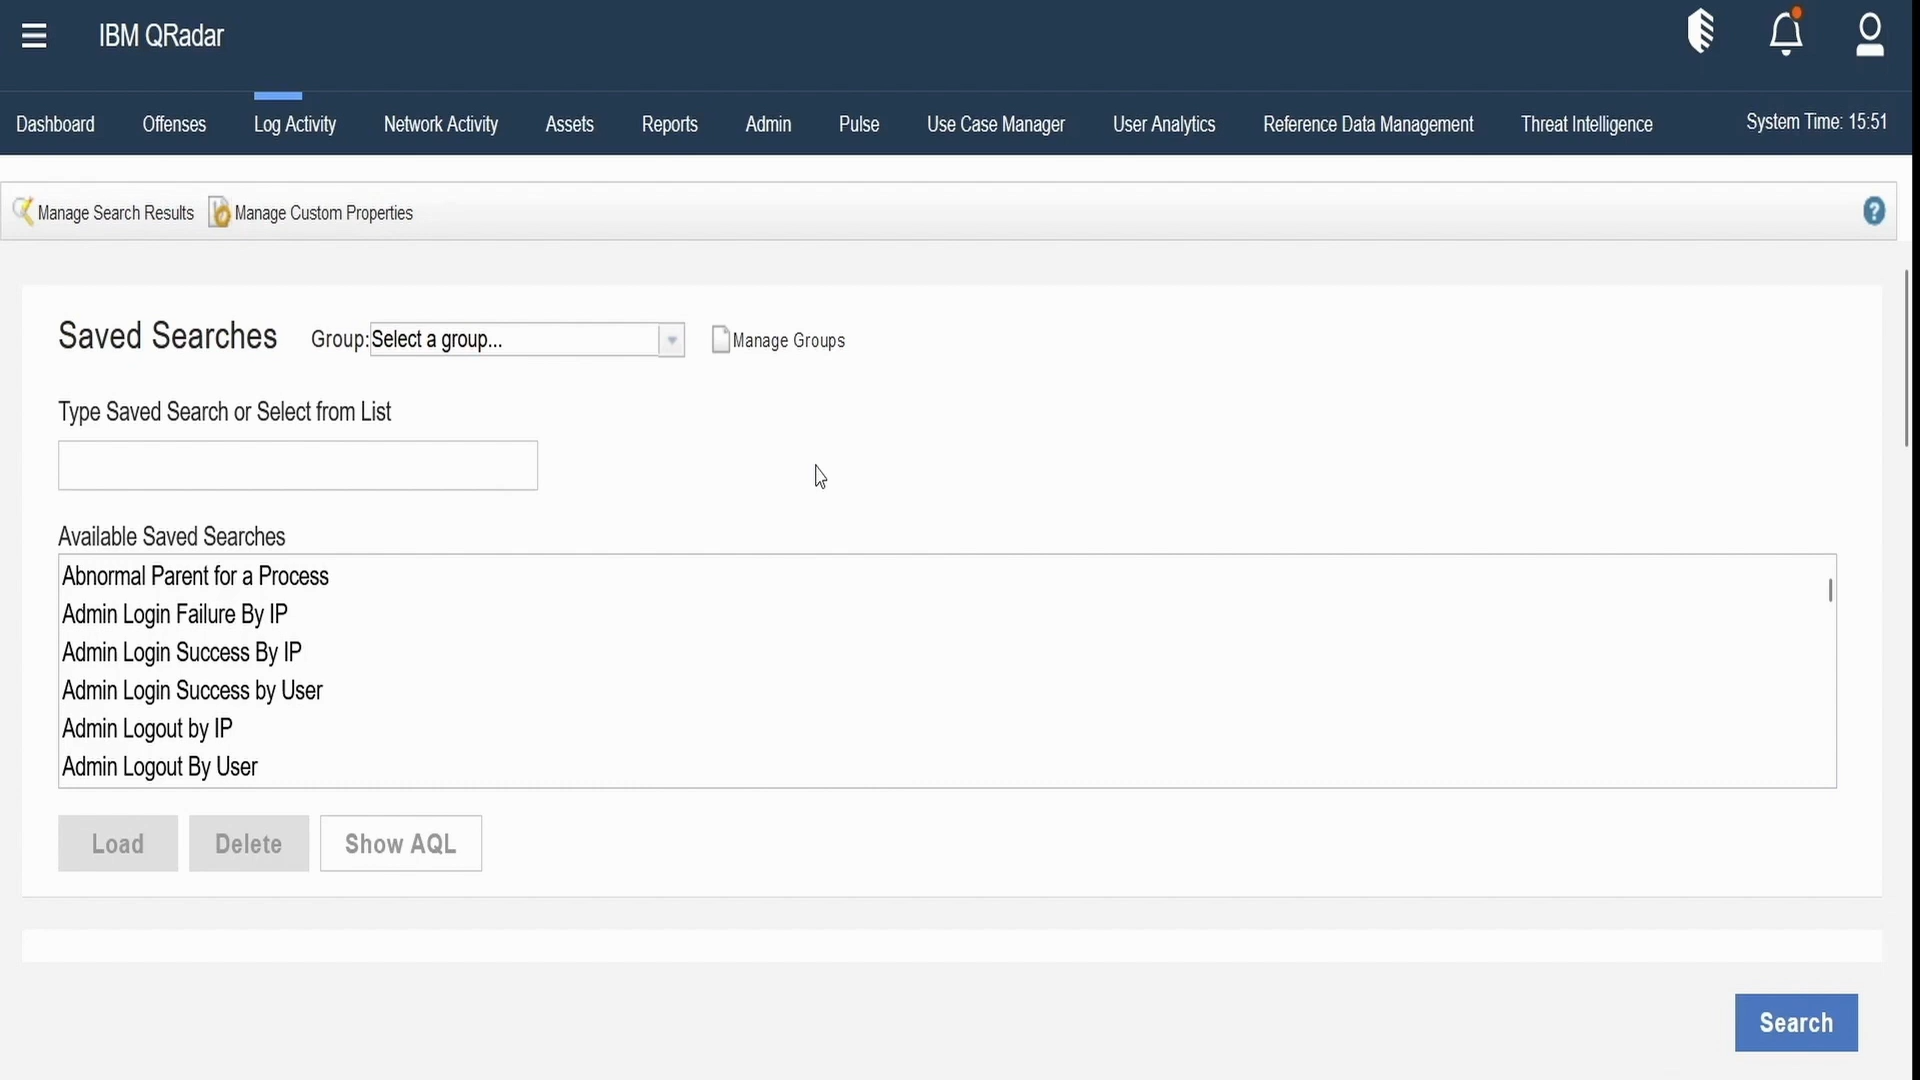 IBM QRadar
Dashboard Offenses Log Activity Network Activity Assets Reports Admin Pulse Use Case Manager User Analytics Reference Data Management Threat Intelligence System Time: 15:51
Manage Search Results Manage Custom Properties ?
Saved Searches Group: Select a group... Manage Groups
Type Saved Search or Select from List
Available Saved Searches
Abnormal Parent for a Process
Admin Login Failure By IP
Admin Login Success By IP
Admin Login Success by User
Admin Logout by IP
Admin Logout By User
Load Delete Show AQL
Search